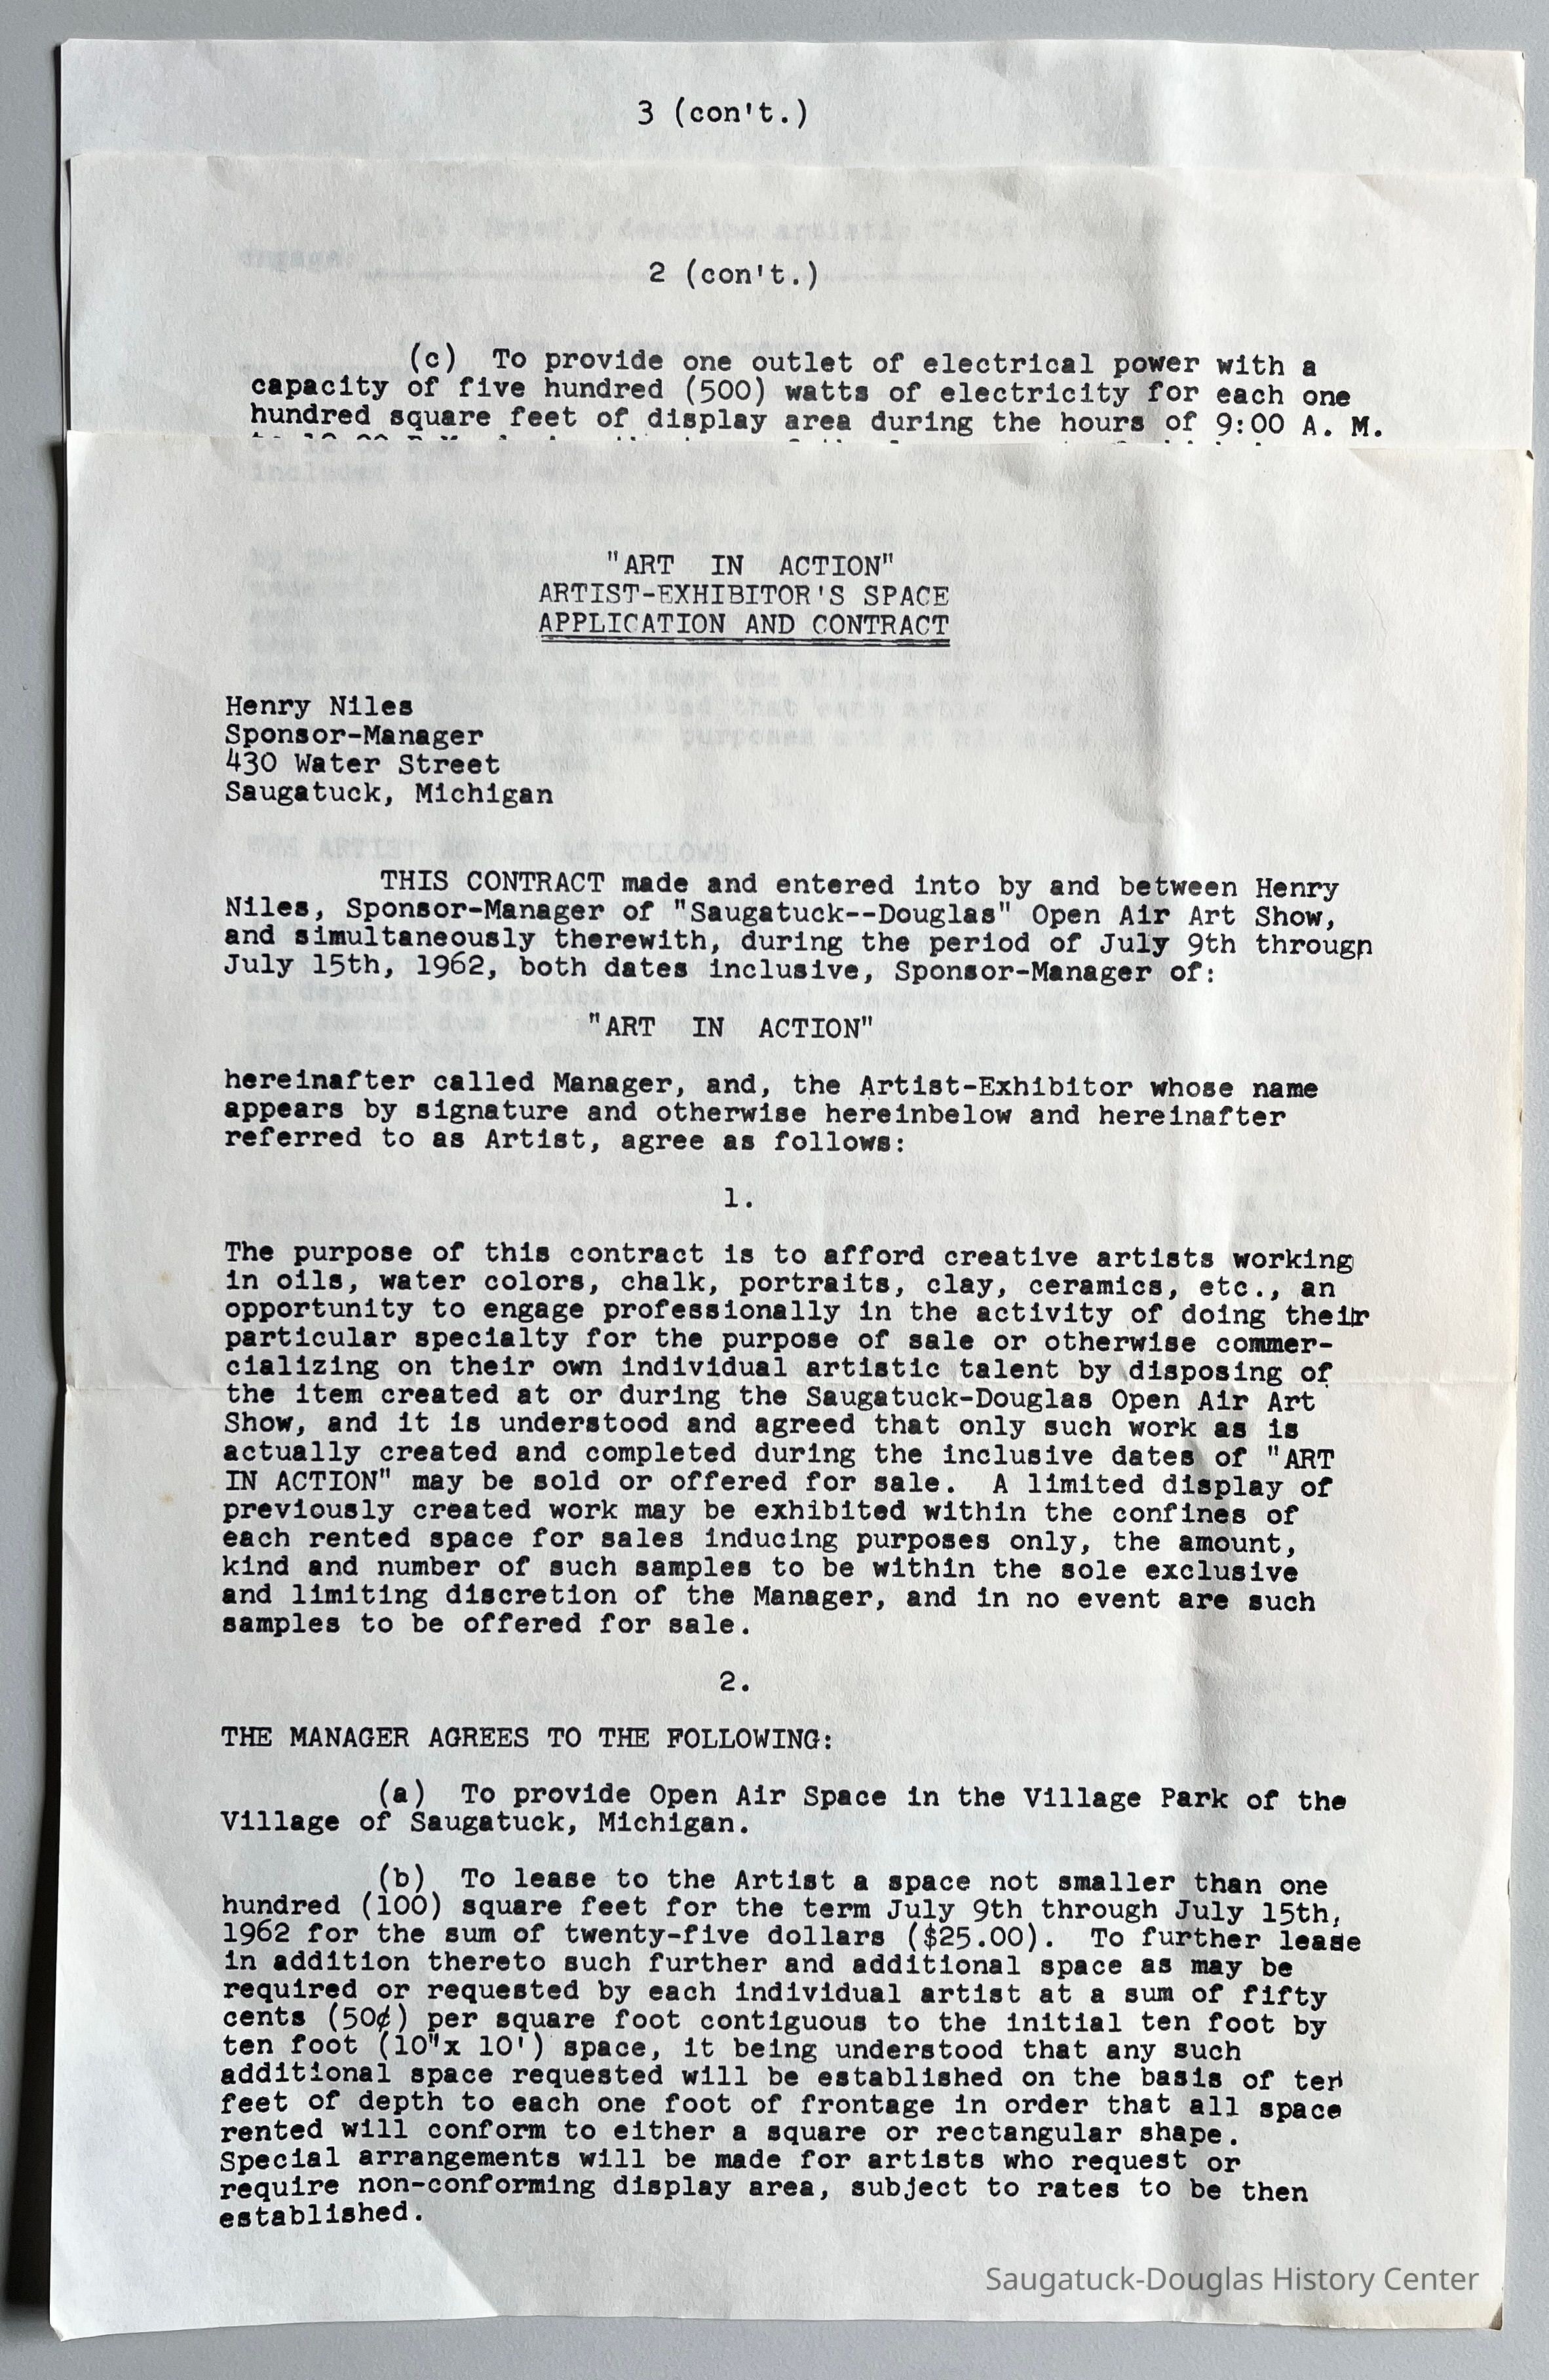 3 (con't.)
2 (con't.)
(c) To provide one outlet of electrical power with a
capacity of five hundred (500) watts of electricity for each one
hundred square feet of display area during the hours of 9:00 A. M.
"ART IN ACTION"
ARTIST-EXHIBITOR'S SPACE
APPLICATION AND CONTRACT
Henry Niles
Sponsor-Manager
430 Water Street
Saugatuck, Michigan
THIS CONTRACT made and entered into by and between Henry
Niles, Sponsor-Manager of "Saugatuck--Douglas" Open Air Art Show,
and simultaneously therewith, during the period of July 9th through
July 15th, 1962, both dates inclusive, Sponsor-Manager of:
"ART IN ACTION"
hereinafter called Manager, and, the Artist-Exhibitor whose name
appears by signature and otherwise hereinbelow and hereinafter
referred to as Artist, agree as follows:
1.
The purpose of this contract is to afford creative artists working
in oils, water colors, chalk, portraits, clay, ceramics, etc., an
opportunity to engage professionally in the activity of doing their
particular specialty for the purpose of sale or otherwise commer-
cializing on their own individual artistic talent by disposing of
the item created at or during the Saugatuck-Douglas Open Air Art
Show, and it is understood and agreed that only such work as is
actually created and completed during the inclusive dates of "ART
IN ACTION" may be sold or offered for sale. A limited display of
previously created work may be exhibited within the confines of
each rented space for sales inducing purposes only, the amount,
kind and number of such samples to be within the sole exclusive
and limiting discretion of the Manager, and in no event are such
samples to be offered for sale.
2.
THE MANAGER AGREES TO THE FOLLOWING:
(a) To provide Open Air Space in the Village Park of the
Village of Saugatuck, Michigan.
(b) To lease to the Artist a space not smaller than one
hundred (100) square feet for the term July 9th through July 15th,
1962 for the sum of twenty-five dollars ($25.00). To further lease
in addition thereto such further and additional space as may be
required or requested by each individual artist at a sum of fifty
cents (50¢) per square foot contiguous to the initial ten foot by
ten foot (10"x 10') space, it being understood that any such
additional space requested will be established on the basis of ten
feet of depth to each one foot of frontage in order that all space
rented will conform to either a square or rectangular shape.
Special arrangements will be made for artists who request or
require non-conforming display area, subject to rates to be then
established.
Saugatuck-Douglas History Center